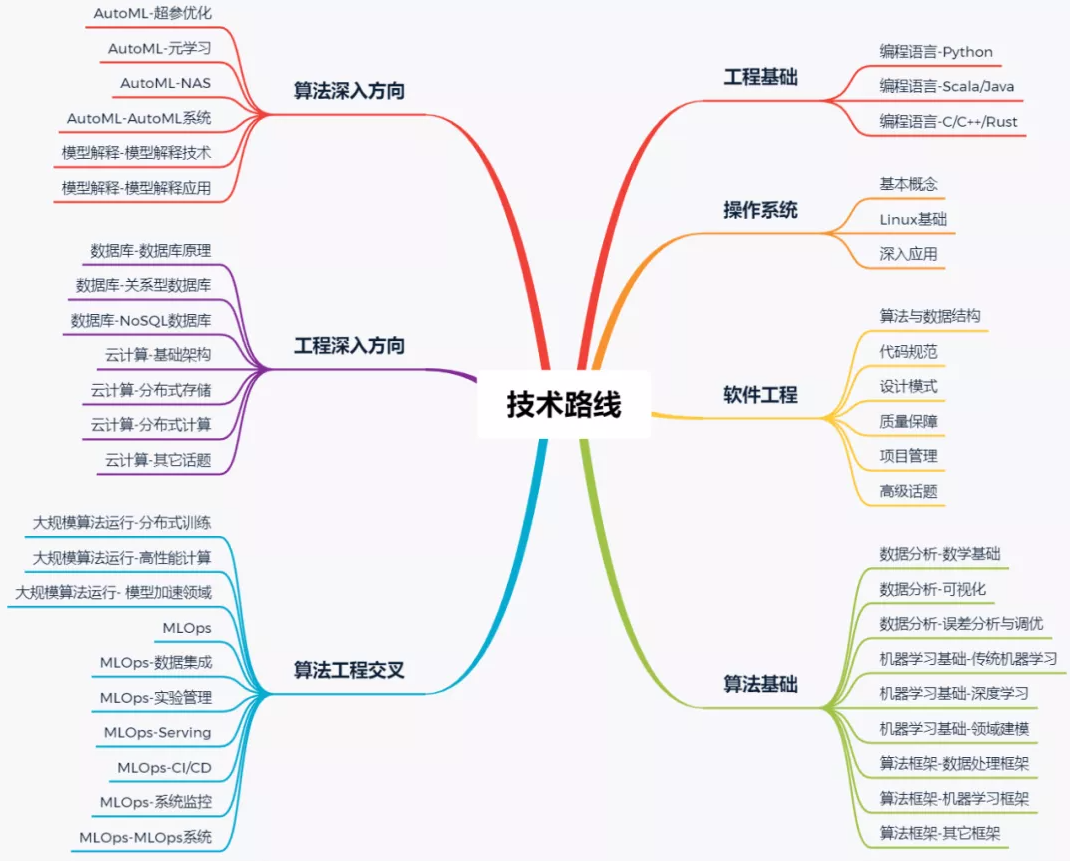 技术路线
工程基础
编程语言-Python
编程语言-Scala/Java
编程语言-C/C++/Rust
操作系统
基本概念
Linux基础
深入应用
软件工程
算法与数据结构
代码规范
设计模式
质量保障
项目管理
高级话题
算法基础
数据分析-数学基础
数据分析-可视化
数据分析-误差分析与调优
机器学习基础-传统机器学习
机器学习基础-深度学习
机器学习基础-领域建模
算法框架-数据处理框架
算法框架-机器学习框架
算法框架-其它框架
算法深入方向
AutoML-超参优化
AutoML-元学习
AutoML-NAS
AutoML-AutoML系统
模型解释-模型解释技术
模型解释-模型解释应用
工程深入方向
数据库-数据库原理
数据库-关系型数据库
数据库-NoSQL数据库
云计算-基础架构
云计算-分布式存储
云计算-分布式计算
云计算-其它话题
算法工程交叉
大规模算法运行-分布式训练
大规模算法运行-高性能计算
大规模算法运行- 模型加速领域
MLOps
MLOps-数据集成
MLOps-实验管理
MLOps-Serving
MLOps-CI/CD
MLOps-系统监控
MLOps-MLOps系统